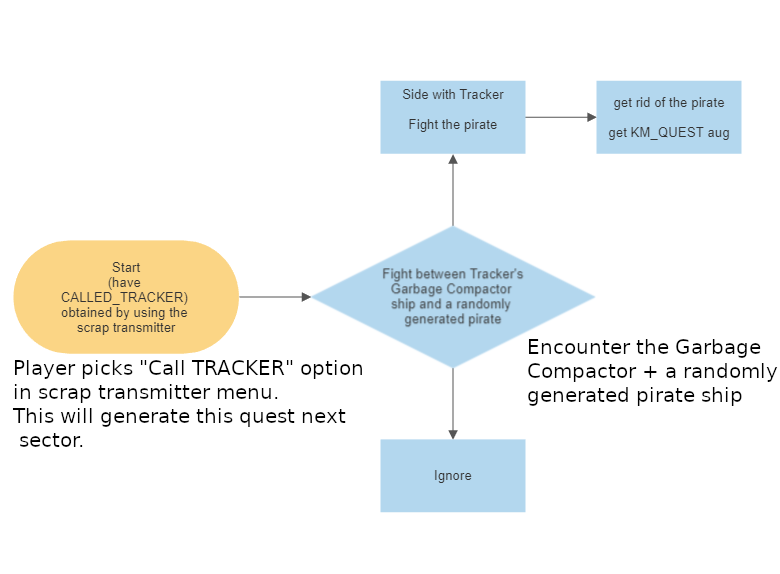 Side with Tracker
Fight the pirate
get rid of the pirate
get KM_QUEST aug
Start
(have
CALLED_TRACKER)
obtained by using the
scrap transmitter
Fight between Tracker's
Garbage Compactor
ship and a randomly
generated pirate
Player picks "Call TRACKER" option
in scrap transmitter menu.
This will generate this quest next
sector.
Encounter the Garbage
Compactor + a randomly
generated pirate ship
Ignore